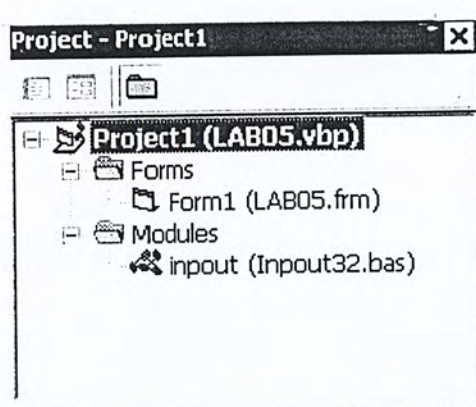 Project - Project1
Project1 (LAB05.vbp)
Forms
Form1 (LAB05.frm)
Modules
inpout (Inpout32.bas)